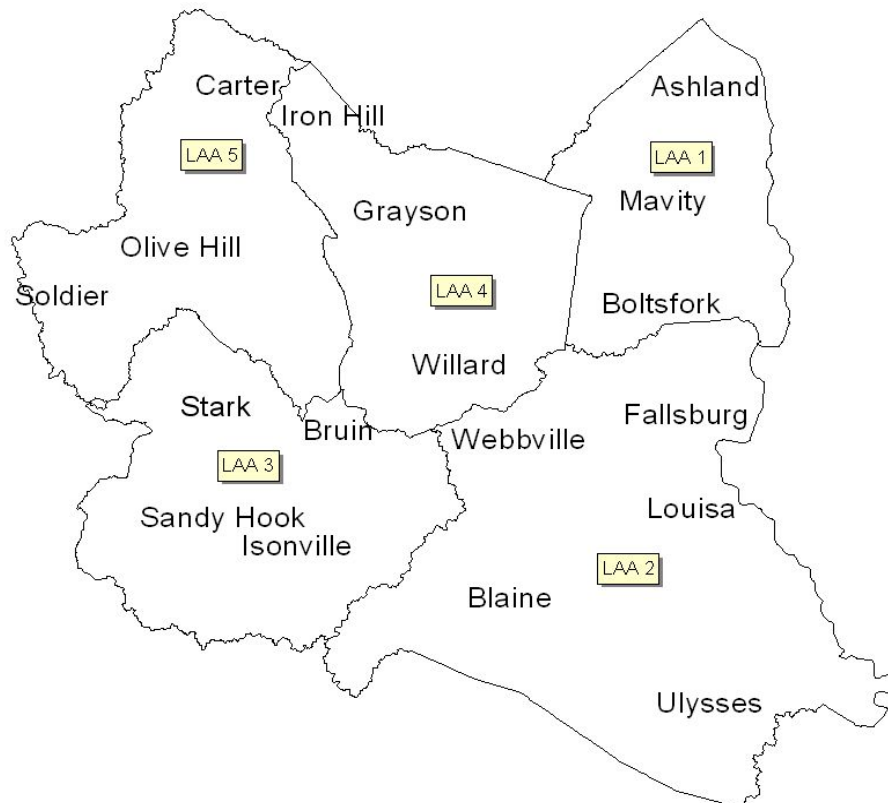 Carter
Ashland
Iron Hill
LAA 5
LAA 1
Mavity
Grayson
Olive Hill
LAA 4
Soldier
Boltsfork
Willard
Stark
Fallsburg
Bruin
Webbville
LAA 3
Louisa
Sandy Hook
Isonville
LAA 2
Blaine
Ulysses